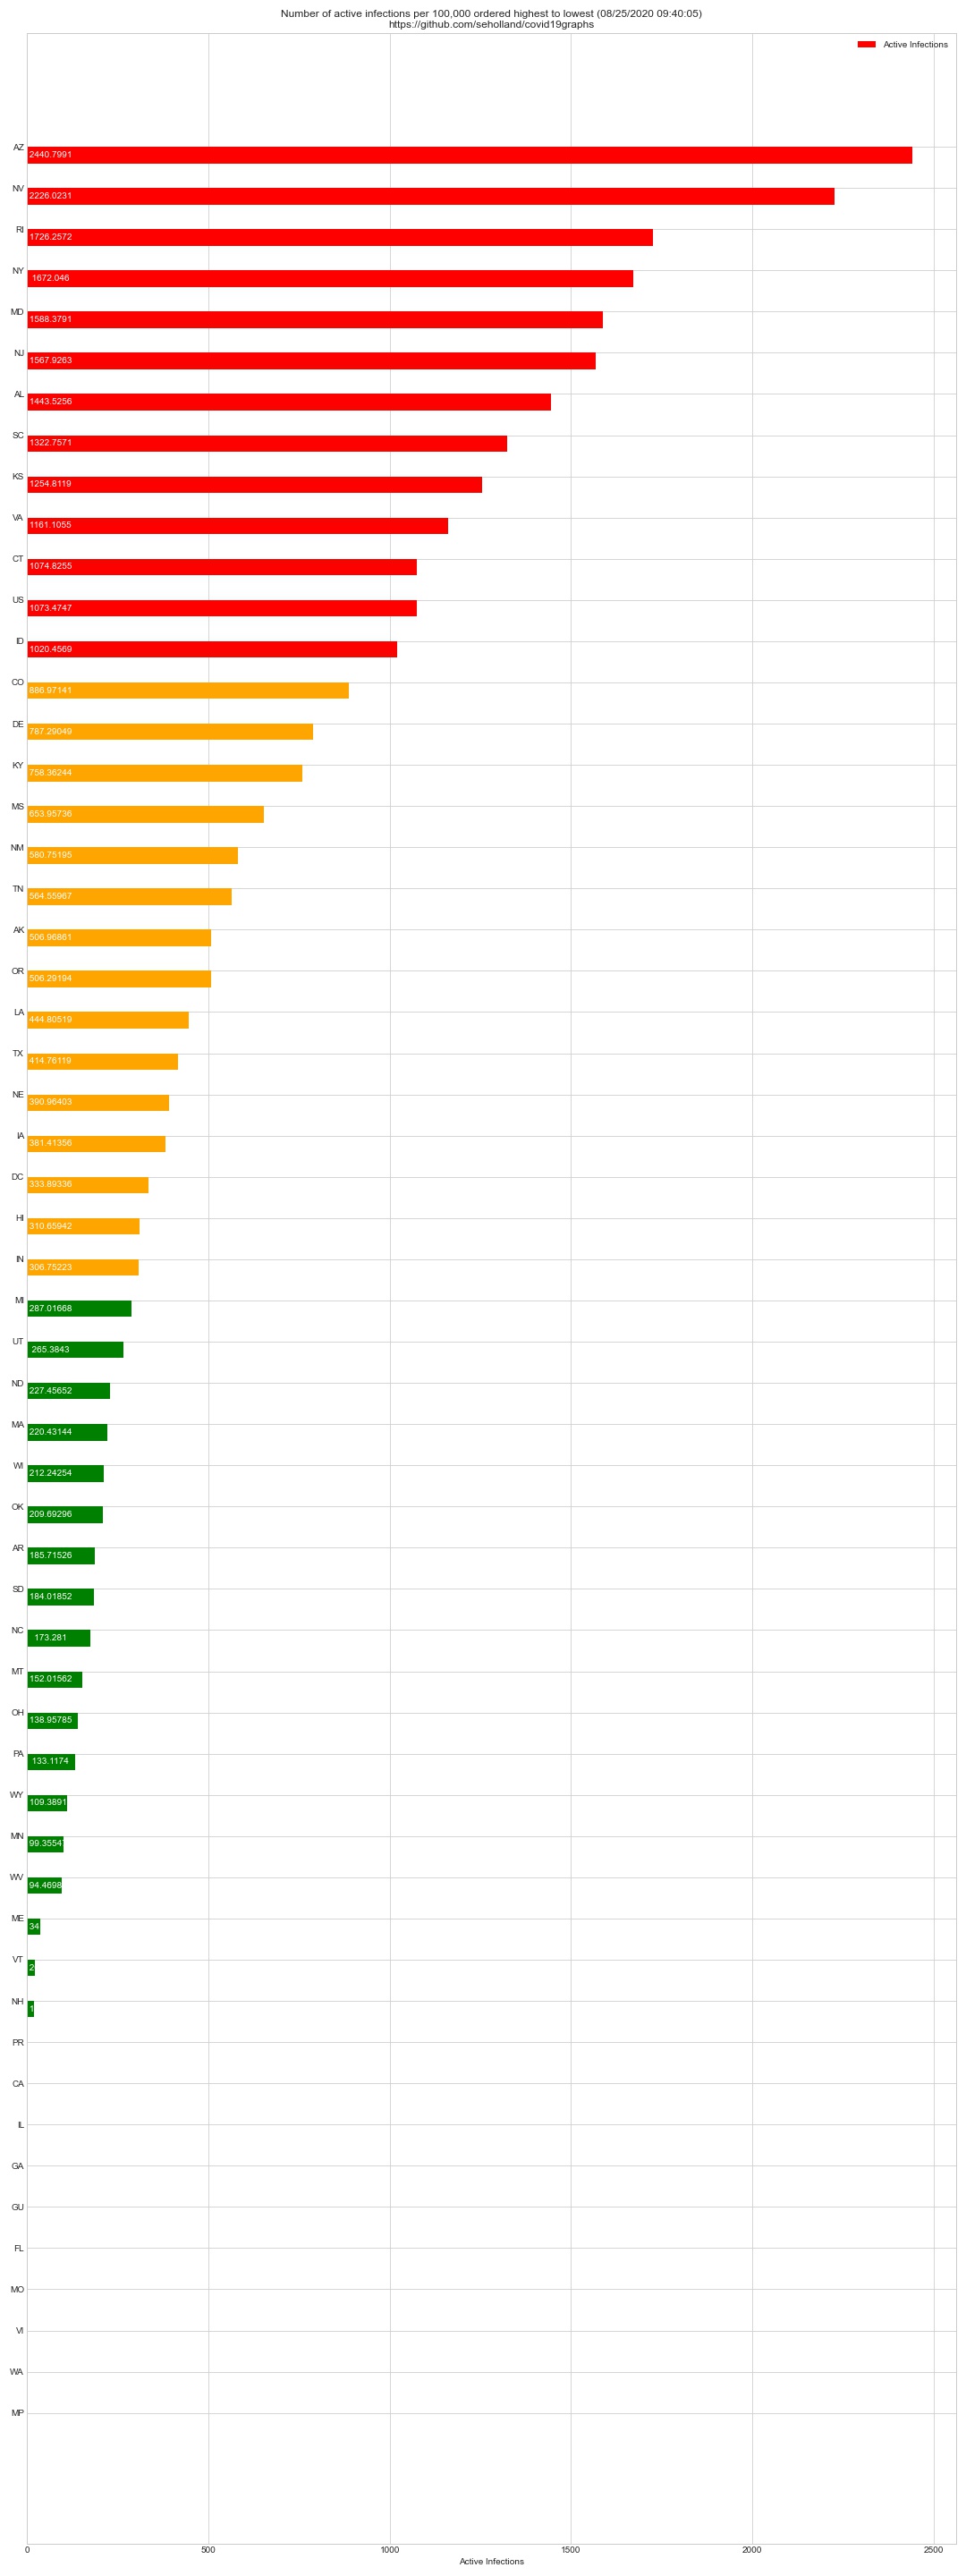 Number of active infections per 100,000 ordered highest to lowest (08/25/2020 09:40:05)
https://github.com/seholland/covid19graphs
Active Infections
AZ 2440.7991
NV 2226.0231
RI 1726.2572
NY 1672.046
MD 1588.3791
NJ 1567.9263
AL 1443.5256
SC 1322.7571
KS 1254.8119
VA 1161.1055
CT 1074.8255
US 1073.4747
ID 1020.4569
CO 886.97141
DE 787.29049
KY 758.36244
MS 653.95736
NM 580.75195
TN 564.55967
AK 506.96861
OR 506.29194
LA 444.80519
TX 414.76119
NE 390.96403
IA 381.41356
DC 333.89336
HI 310.65942
IN 306.75223
MI 287.01668
UT 265.3843
ND 227.45652
MA 220.43144
WI 212.24254
OK 209.69296
AR 185.71526
SD 184.01852
NC 173.281
MT 152.01562
OH 138.95785
PA 133.1174
WY 109.3891
MN 99.3554
WV 94.4698
ME 34
VT 2
NH 1
PR
CA
IL
GA
GU
FL
MO
VI
WA
MP
0 500 1000 1500 2000 2500
Active Infections